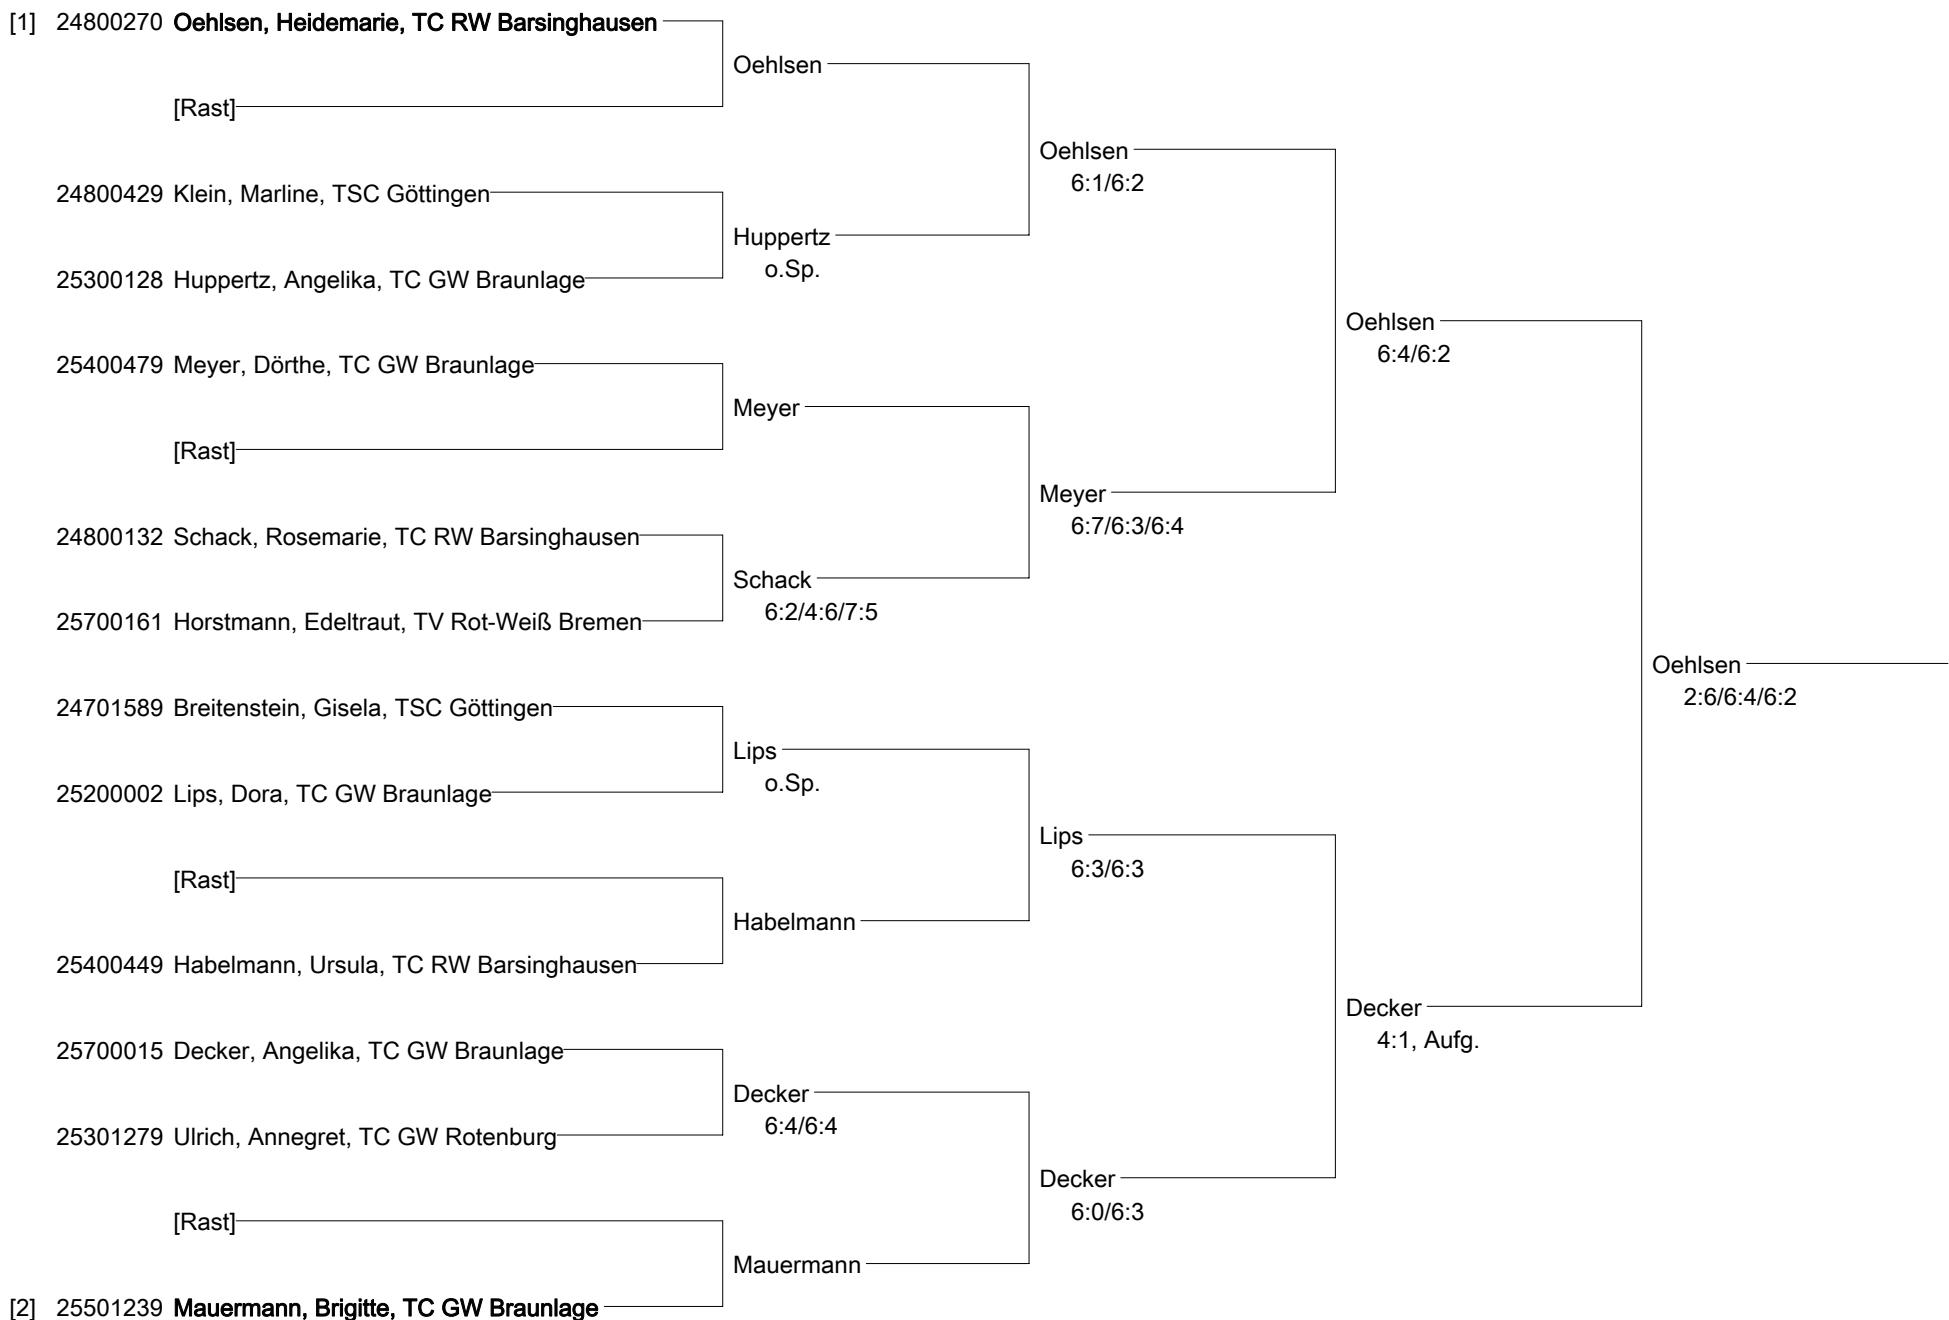 [1] 24800270 Oehlsen, Heidemarie, TC RW Barsinghausen
Oehlsen
[Rast]
Oehlsen
6:1/6:2
24800429 Klein, Marline, TSC Göttingen
Huppertz
o.Sp.
25300128 Huppertz, Angelika, TC GW Braunlage
Oehlsen
6:4/6:2
25400479 Meyer, Dörthe, TC GW Braunlage
Meyer
[Rast]
Meyer
6:7/6:3/6:4
24800132 Schack, Rosemarie, TC RW Barsinghausen
Schack
6:2/4:6/7:5
25700161 Horstmann, Edeltraut, TV Rot-Weiß Bremen
Oehlsen
2:6/6:4/6:2
24701589 Breitenstein, Gisela, TSC Göttingen
Lips
o.Sp.
25200002 Lips, Dora, TC GW Braunlage
Lips
6:3/6:3
[Rast]
Habelmann
25400449 Habelmann, Ursula, TC RW Barsinghausen
Decker
4:1, Aufg.
25700015 Decker, Angelika, TC GW Braunlage
Decker
6:4/6:4
25301279 Ulrich, Annegret, TC GW Rotenburg
Decker
6:0/6:3
[Rast]
Mauermann
[2] 25501239 Mauermann, Brigitte, TC GW Braunlage